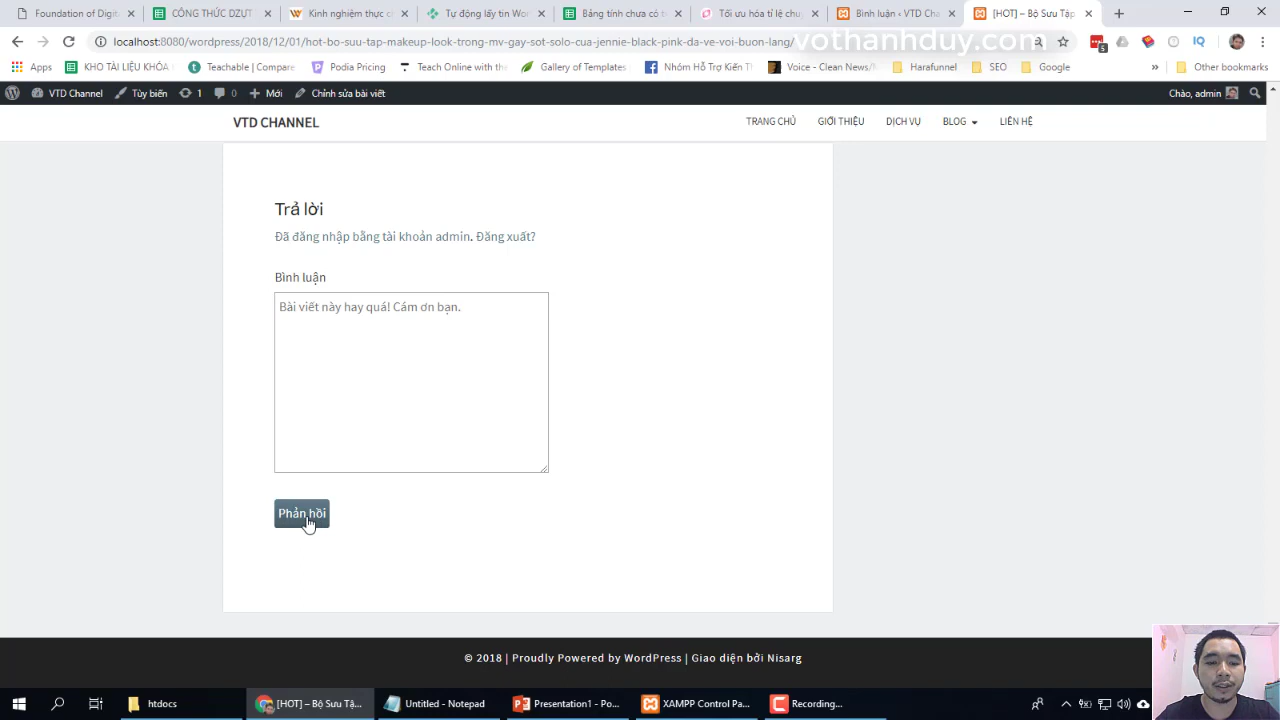 Foundation of Digit
CÔNG THỨC DZỰT
Kinh nghiệm thực c
Tự động lấy tin Wor
Bảng tính chưa có t
Tối ưu hóa tỉ lệ chu
Bình luận ‹ VTD Chan
[HOT] – Bộ Sưu Tập
localhost:8080/wordpress/2018/12/01/hot-bo-suu-tap-makeup-look-trong-mv-gay-sot-solo-cua-jennie-black-pink-da-ve-voi-buon-lang/
vothanhduy.com
Apps
KHO TÀI LIỆU KHÓA
Teachable | Compare
Podia Pricing
Teach Online with the
Gallery of Templates
Nhóm Hỗ Trợ Kiến T
Voice - Clean News/
Harafunnel
SEO
Google
»
Other bookmarks
VTD Channel
Tùy biến
1
0
Mới
Chỉnh sửa bài viết
Chào, admin
VTD CHANNEL
TRANG CHỦ
GIỚI THIỆU
DỊCH VỤ
BLOG
LIÊN HỆ
Trả lời
Đã đăng nhập bằng tài khoản admin. Đăng xuất?
Bình luận
Bài viết này hay quá! Cám ơn bạn.
Phản hồi
© 2018 | Proudly Powered by WordPress | Giao diện bởi Nisarg
htdocs
[HOT] – Bộ Sưu Tậ...
Untitled - Notepad
Presentation1 - Po...
XAMPP Control Pa...
Recording...